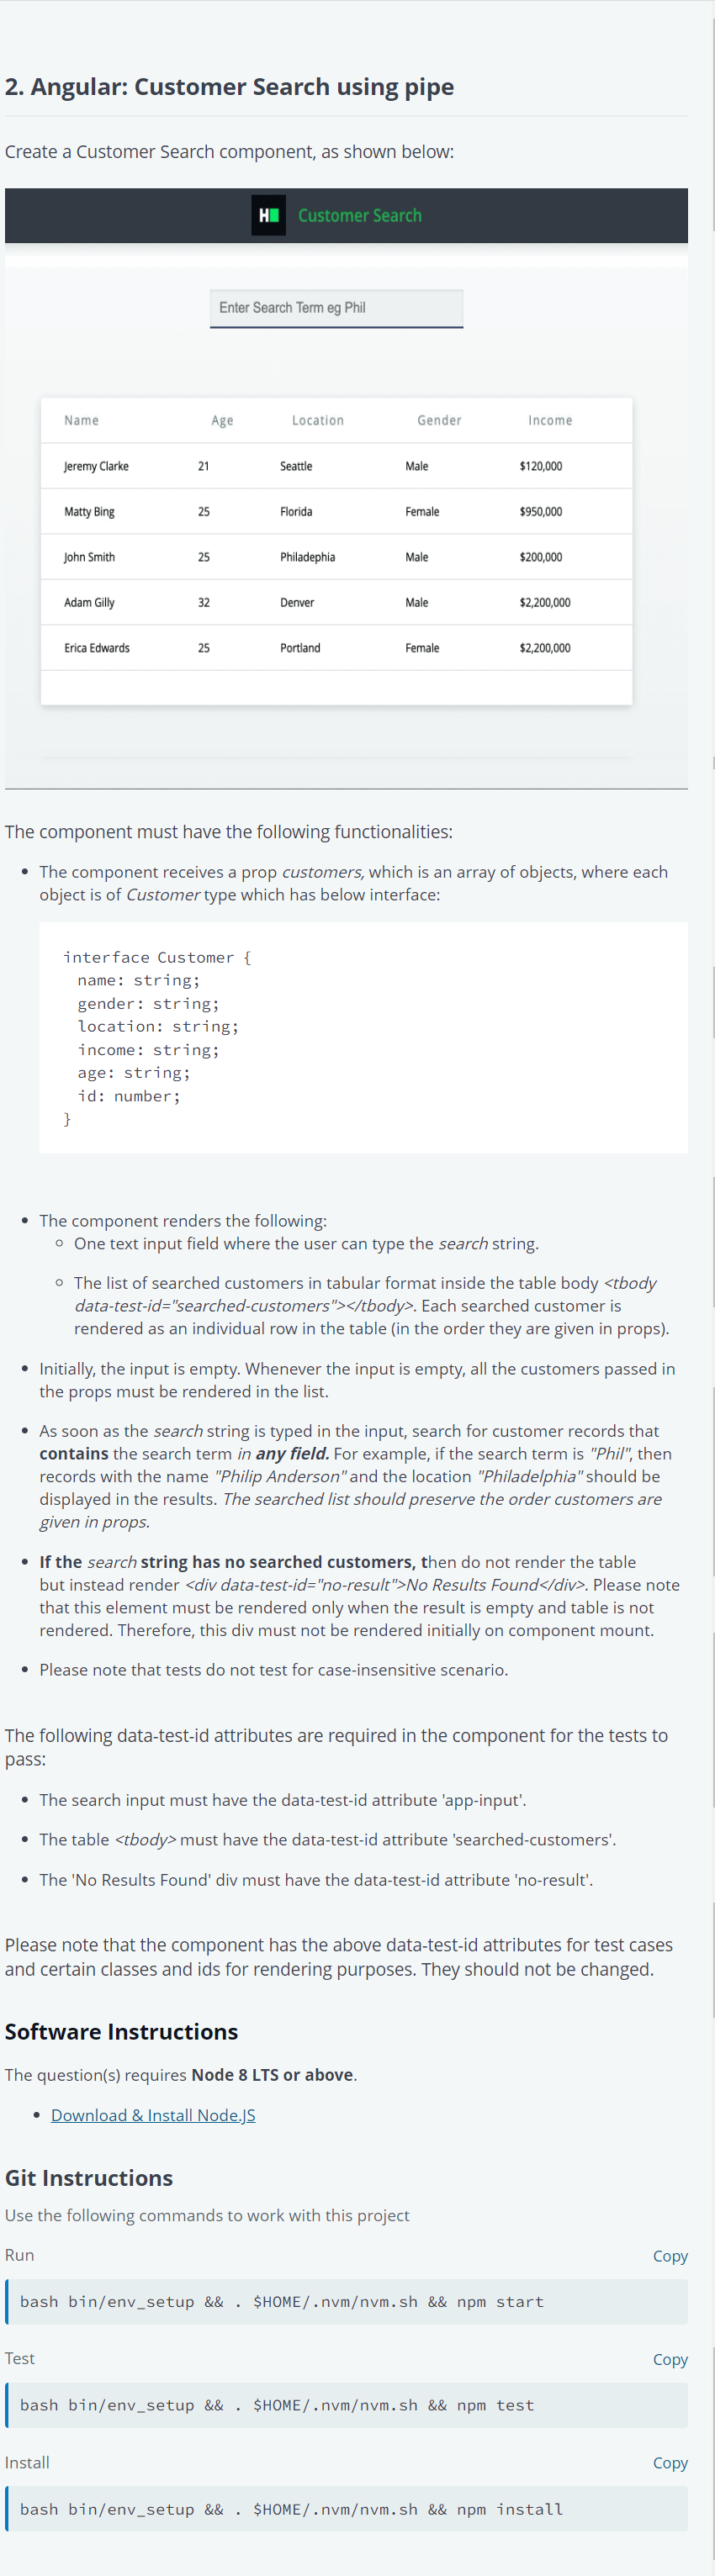 2. Angular: Customer Search using pipe
Create a Customer Search component, as shown below:
H Customer Search
Enter Search Term eg Phil
Name Age Location Gender Income
Jeremy Clarke 21 Seattle Male $120,000
Matty Bing 25 Florida Female $950,000
John Smith 25 Philadephia Male $200,000
Adam Gilly 32 Denver Male $2,200,000
Erica Edwards 25 Portland Female $2,200,000
The component must have the following functionalities:
• The component receives a prop customers, which is an array of objects, where each
object is of Customer type which has below interface:
interface Customer {
name: string;
gender: string;
location: string;
income: string;
age: string;
id: number;
}
• The component renders the following:
○ One text input field where the user can type the search string.
○ The list of searched customers in tabular format inside the table body <tbody
data-test-id="searched-customers"></tbody>. Each searched customer is
rendered as an individual row in the table (in the order they are given in props).
• Initially, the input is empty. Whenever the input is empty, all the customers passed in
the props must be rendered in the list.
• As soon as the search string is typed in the input, search for customer records that
contains the search term in any field. For example, if the search term is "Phil", then
records with the name "Philip Anderson" and the location "Philadelphia" should be
displayed in the results. The searched list should preserve the order customers are
given in props.
• If the search string has no searched customers, then do not render the table
but instead render <div data-test-id="no-result">No Results Found</div>. Please note
that this element must be rendered only when the result is empty and table is not
rendered. Therefore, this div must not be rendered initially on component mount.
• Please note that tests do not test for case-insensitive scenario.
The following data-test-id attributes are required in the component for the tests to
pass:
• The search input must have the data-test-id attribute 'app-input'.
• The table <tbody> must have the data-test-id attribute 'searched-customers'.
• The 'No Results Found' div must have the data-test-id attribute 'no-result'.
Please note that the component has the above data-test-id attributes for test cases
and certain classes and ids for rendering purposes. They should not be changed.
Software Instructions
The question(s) requires Node 8 LTS or above.
• Download & Install Node.JS
Git Instructions
Use the following commands to work with this project
Run Copy
bash bin/env_setup && . $HOME/.nvm/nvm.sh && npm start
Test Copy
bash bin/env_setup && . $HOME/.nvm/nvm.sh && npm test
Install Copy
bash bin/env_setup && . $HOME/.nvm/nvm.sh && npm install